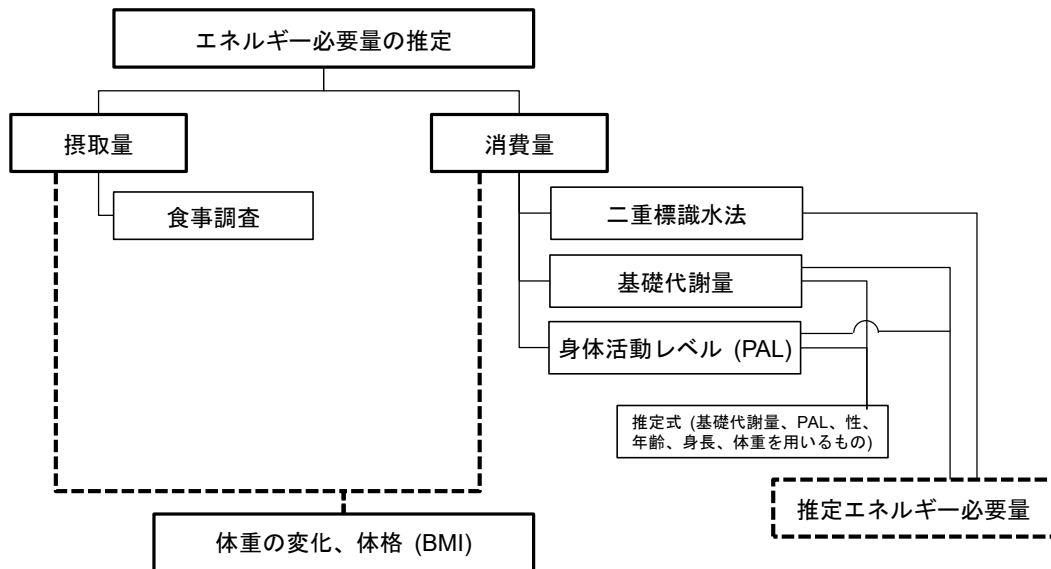 エネルギー必要量の推定
摂取量
消費量
食事調査
二重標識水法
基礎代謝量
身体活動レベル (PAL)
推定式 (基礎代謝量、PAL、性、
年齢、身長、体重を用いるもの)
推定エネルギー必要量
体重の変化、体格 (BMI)